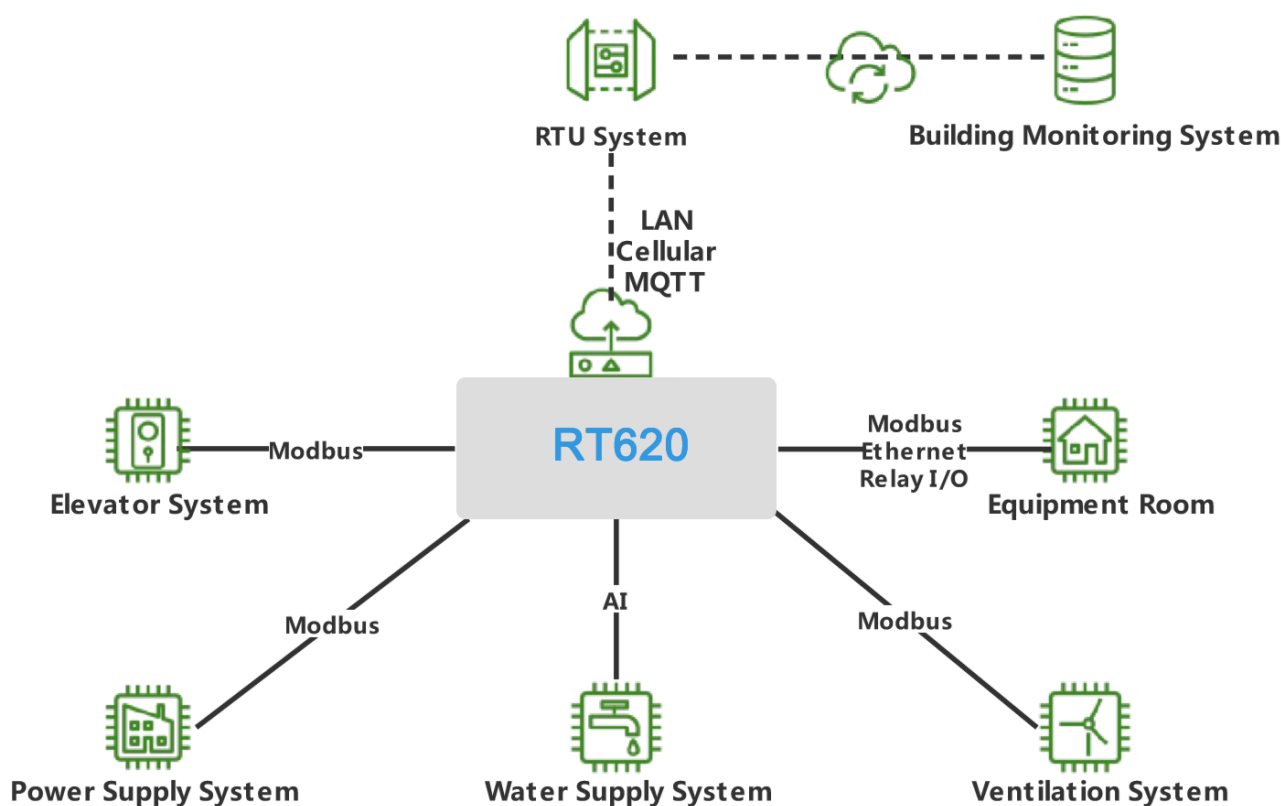 RTU System
Building Monitoring System
LAN
Cellular
MQTT
RT620
Modbus
Modbus
Ethernet
Relay I/O
Elevator System
Equipment Room
AI
Modbus
Modbus
Power Supply System
Water Supply System
Ventilation System